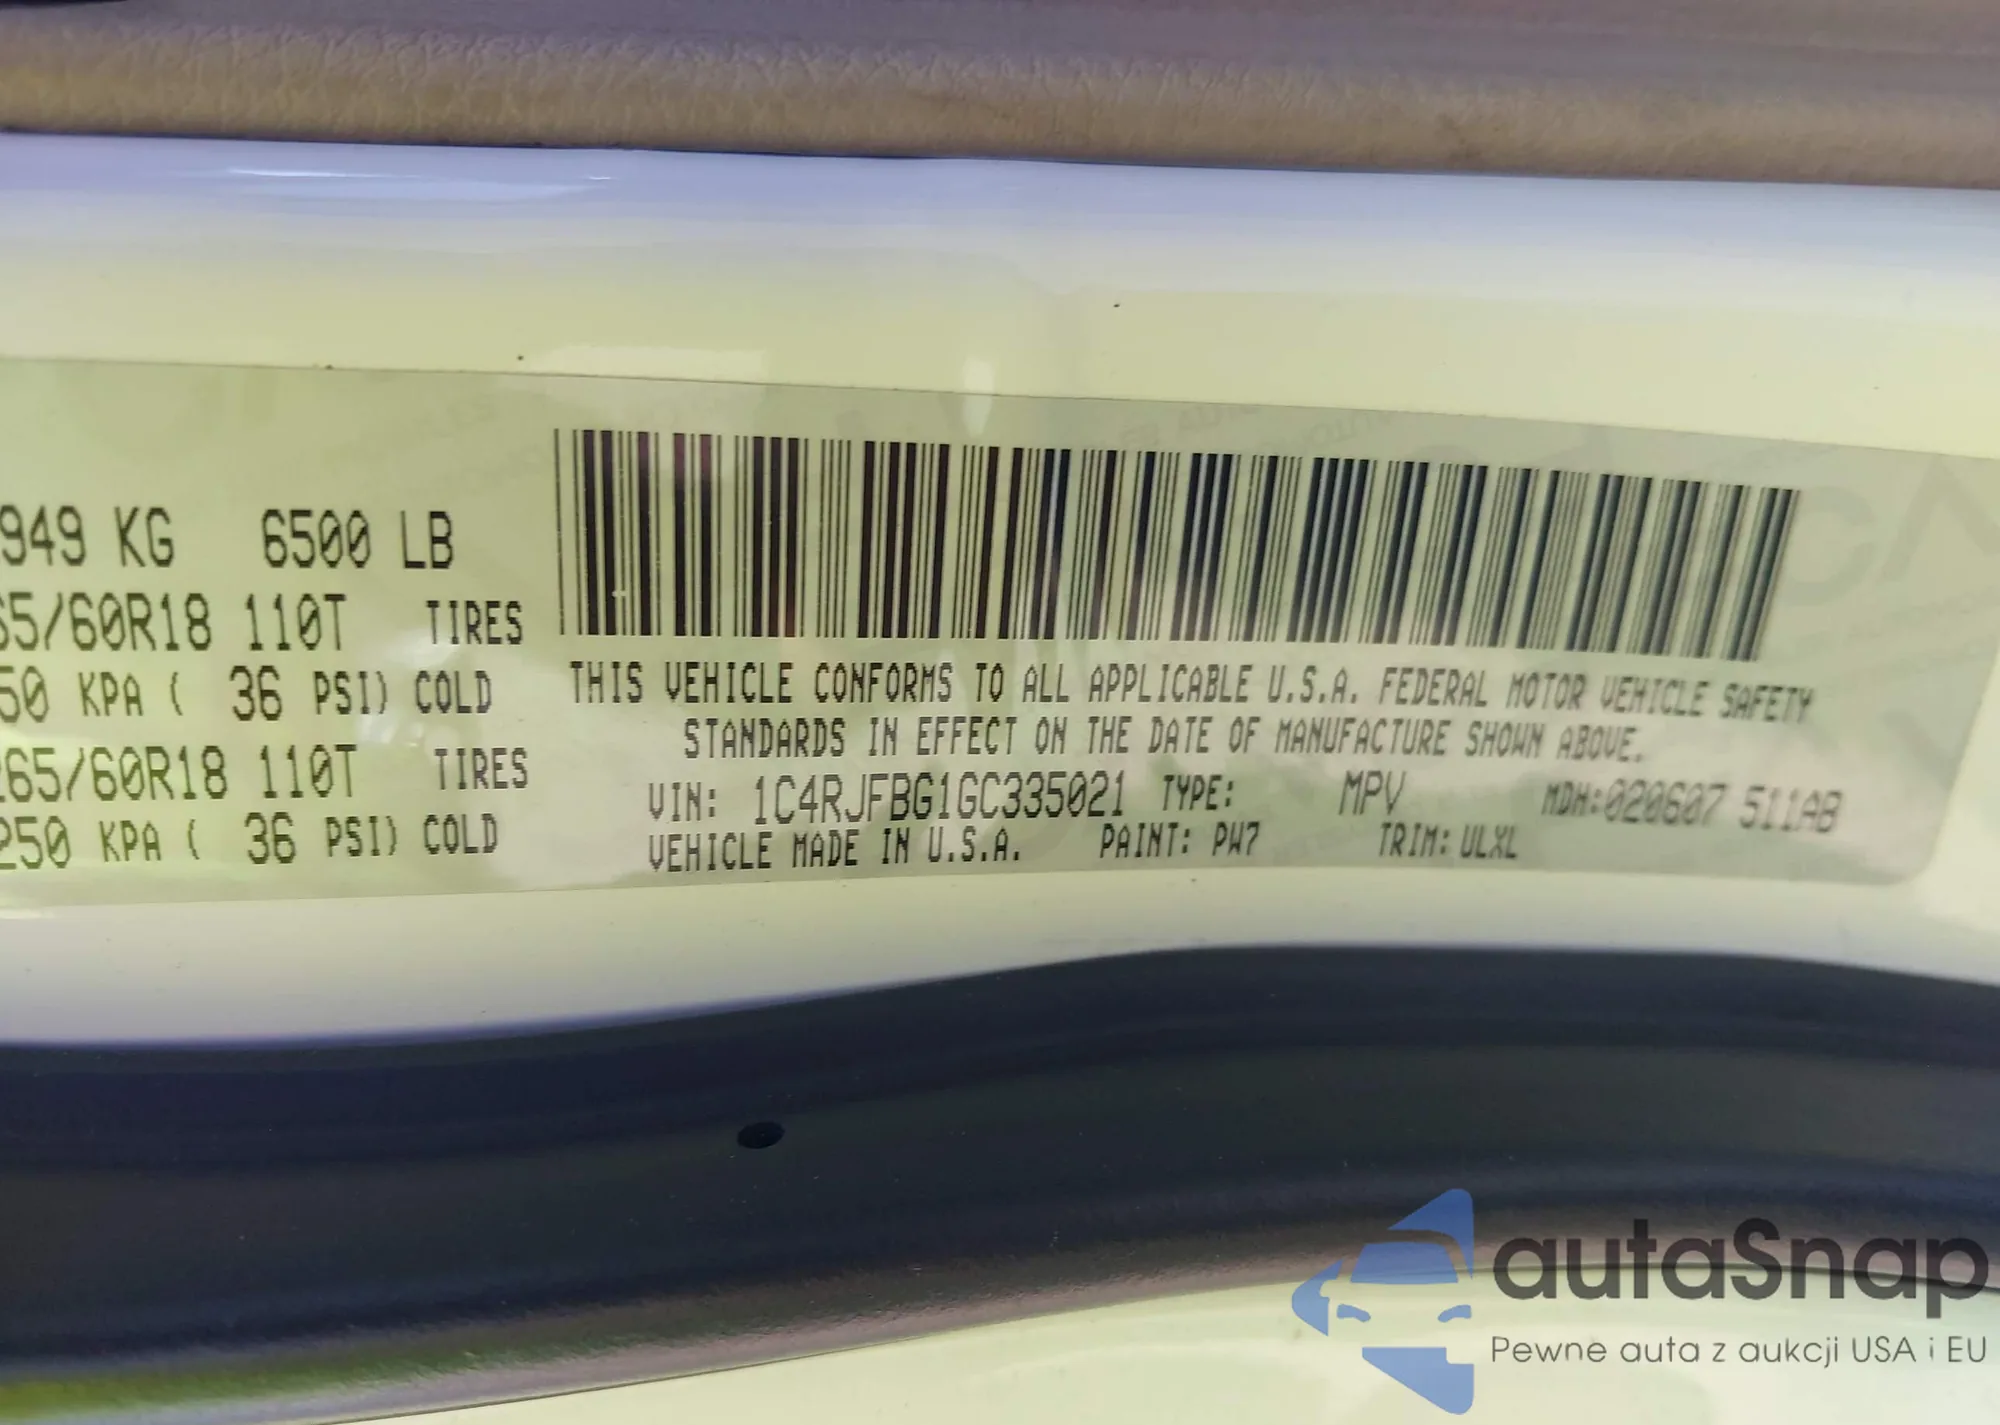 949 KG 6500 LB
65/60R18 110T TIRES
50 KPA ( 36 PSI) COLD
265/60R18 110T TIRES
250 KPA ( 36 PSI) COLD
THIS VEHICLE CONFORMS TO ALL APPLICABLE U.S.A. FEDERAL MOTOR VEHICLE SAFETY
STANDARDS IN EFFECT ON THE DATE OF MANUFACTURE SHOWN ABOVE.
VIN: 1C4RJFBG1GC335021 TYPE: MPV MDH:020607 511AB
VEHICLE MADE IN U.S.A. PAINT: PW7 TRIM: ULXL
autaSnap
Pewne auta z aukcji USA i EU